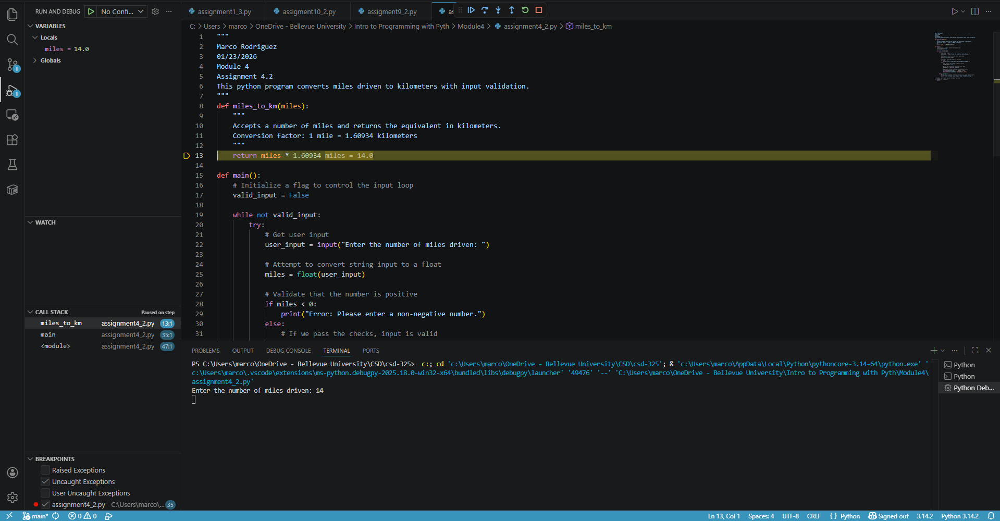 RUN AND DEBUG No Confi... ···
VARIABLES
Locals
miles = 14.0
Globals
WATCH
CALL STACK Paused on step
miles_to_km assignment4_2.py 13:1
main assignment4_2.py 35:1
<module> assignment4_2.py 47:1
BREAKPOINTS
Raised Exceptions
Uncaught Exceptions
User Uncaught Exceptions
assignment4_2.py C:\Users\marco\... 35
assignment1_3.py assigment10_2.py assigment9_2.py as
C: > Users > marco > OneDrive - Bellevue University > Intro to Programming with Pyth > Module4 > assignment4_2.py > miles_to_km
1 """
2 Marco Rodriguez
3 01/23/2026
4 Module 4
5 Assignment 4.2
6 This python program converts miles driven to kilometers with input validation.
7 """
8 def miles_to_km(miles):
9 """
10 Accepts a number of miles and returns the equivalent in kilometers.
11 Conversion factor: 1 mile = 1.60934 kilometers
12 """
13 return miles * 1.60934 miles = 14.0
14
15 def main():
16 # Initialize a flag to control the input loop
17 valid_input = False
18
19 while not valid_input:
20 try:
21 # Get user input
22 user_input = input("Enter the number of miles driven: ")
23
24 # Attempt to convert string input to a float
25 miles = float(user_input)
26
27 # Validate that the number is positive
28 if miles < 0:
29 print("Error: Please enter a non-negative number.")
30 else:
31 # If we pass the checks, input is valid
PROBLEMS OUTPUT DEBUG CONSOLE TERMINAL PORTS
PS C:\Users\marco\OneDrive - Bellevue University\CSD\csd-325> c:; cd 'c:\Users\marco\OneDrive - Bellevue University\CSD\csd-325'; & 'c:\Users\marco\AppData\Local\Python\pythoncore-3.14-64\python.exe' '
c:\Users\marco\.vscode\extensions\ms-python.debugpy-2025.18.0-win32-x64\bundled\libs\debugpy\launcher' '49476' '--' 'C:\Users\marco\OneDrive - Bellevue University\Intro to Programming with Pyth\Module4\
assignment4_2.py'
Enter the number of miles driven: 14
Python
Python
Python Deb...
1
1
main* 0 0 Ln 13, Col 1 Spaces: 4 UTF-8 CRLF { } Python Signed out 3.14.2 Python 3.14.2